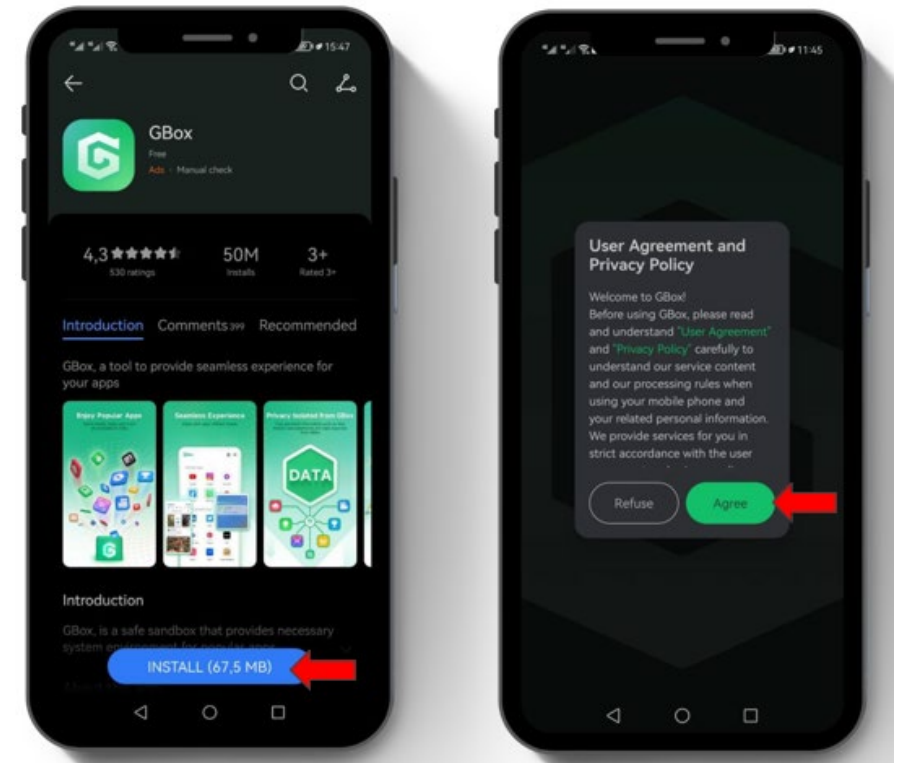 15:47
GBox
Free
Ads Manual check
4,3
530 ratings
50M
Installs
3+
Rated 3+
Introduction Comments 399 Recommended
GBox, a tool to provide seamless experience for
your apps
Enjoy Popular Apps
Seamless Experience
Privacy Isolated from GBox
DATA
Introduction
GBox, is a safe sandbox that provides necessary
system environment for popular apps
INSTALL (67,5 MB)
11:45
User Agreement and
Privacy Policy
Welcome to GBox!
Before using GBox, please read
and understand "User Agreement"
and "Privacy Policy" carefully to
understand our service content
and our processing rules when
using your mobile phone and
your related personal information.
We provide services for you in
strict accordance with the user
Refuse
Agree